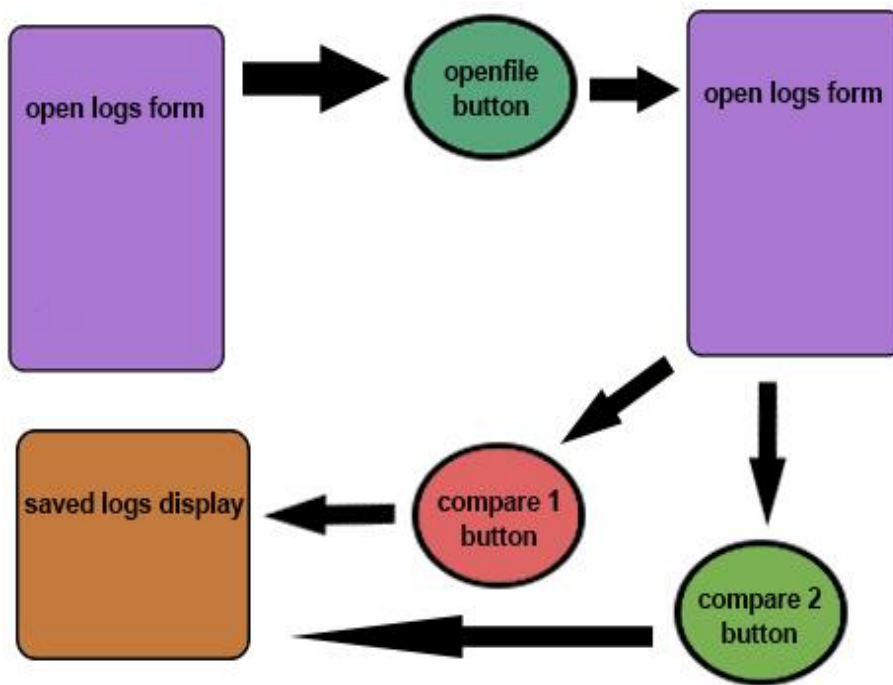 open logs form
openfile
button
open logs form
saved logs display
compare 1
button
compare 2
button